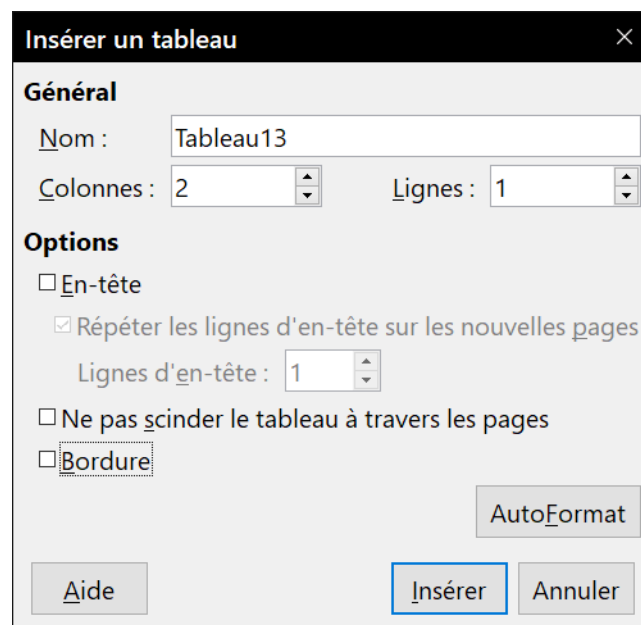 Insérer un tableau
Général
Nom : Tableau13
Colonnes : 2 Lignes : 1
Options
En-tête
Répéter les lignes d'en-tête sur les nouvelles pages
Lignes d'en-tête : 1
Ne pas scinder le tableau à travers les pages
Bordure
AutoFormat
Aide Insérer Annuler